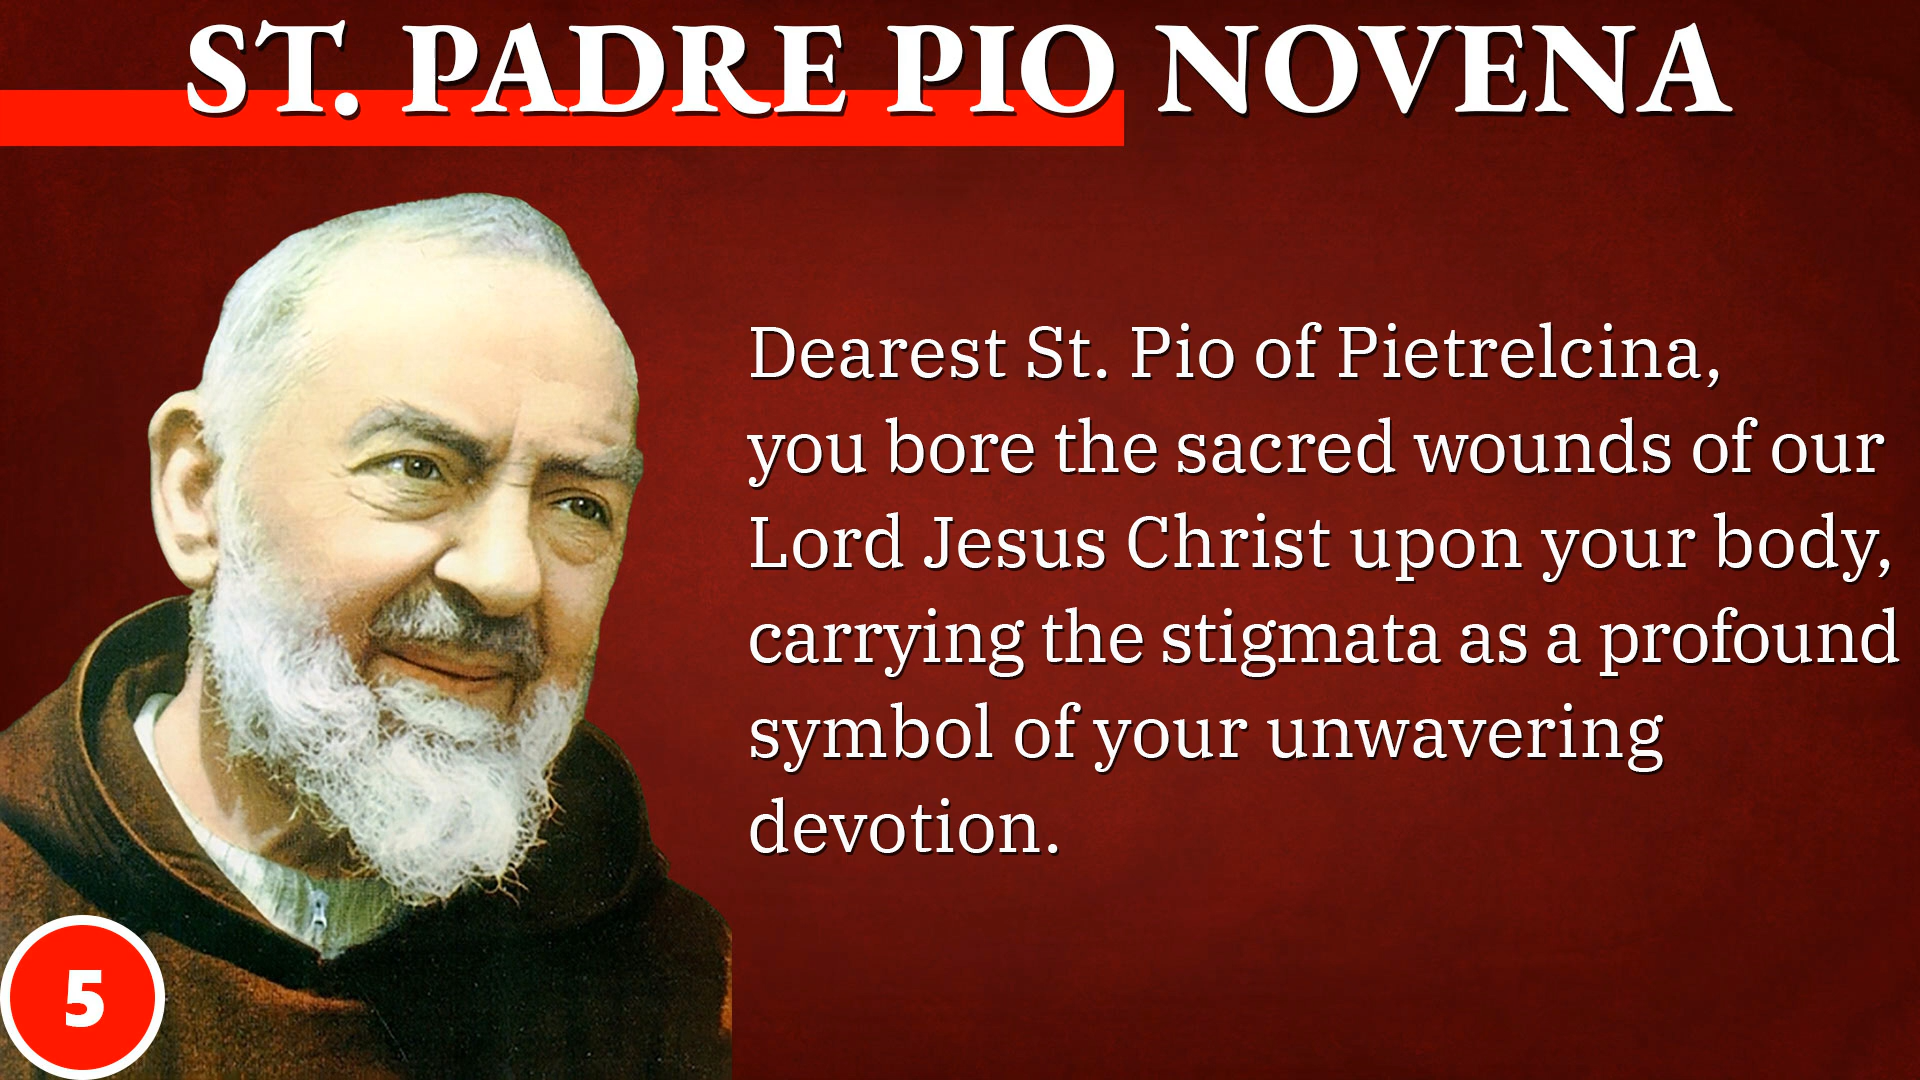 ST. PADRE PIO NOVENA
Dearest St. Pio of Pietrelcina,
you bore the sacred wounds of our
Lord Jesus Christ upon your body,
carrying the stigmata as a profound
symbol of your unwavering
devotion.
5